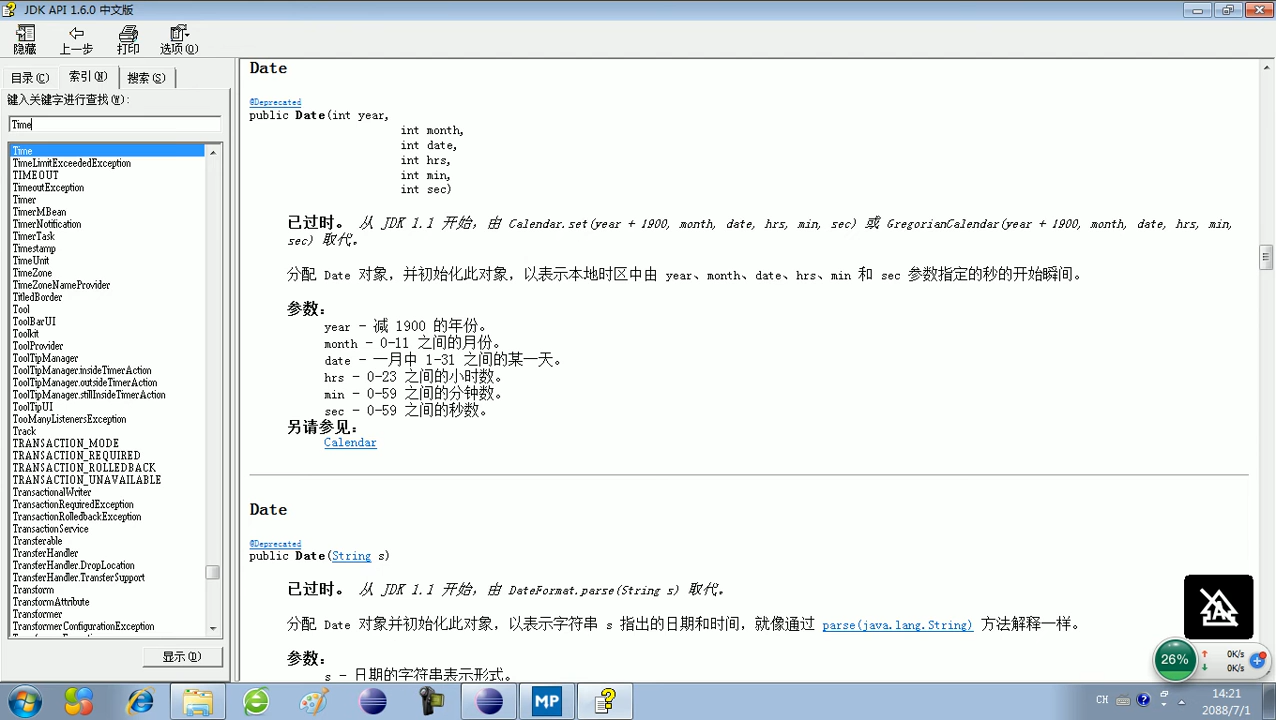 JDK API 1.6.0 中文版
隐藏 上一步 打印 选项(O)
目录(C) 索引(N) 搜索(S)
键入关键字进行查找(W):
Time
Time
TimeLimitExceededException
TIMEOUT
TimeoutException
Timer
TimerMBean
TimerNotification
TimerTask
Timestamp
TimeUnit
TimeZone
TimeZoneNameProvider
TitledBorder
Tool
ToolBarUI
Toolkit
ToolProvider
ToolTipManager
ToolTipManager.insideTimerAction
ToolTipManager.outsideTimerAction
ToolTipManager.stillInsideTimerAction
ToolTipUI
TooManyListenersException
Track
TRANSACTION_MODE
TRANSACTION_REQUIRED
TRANSACTION_ROLLEDBACK
TRANSACTION_UNAVAILABLE
TransactionalWriter
TransactionRequiredException
TransactionRolledbackException
TransactionService
Transferable
TransferHandler
TransferHandler.DropLocation
TransferHandler.TransferSupport
Transform
TransformAttribute
Transformer
TransformerConfigurationException
显示(D)
Date
@Deprecated
public Date(int year,
int month,
int date,
int hrs,
int min,
int sec)
已过时。 从 JDK 1.1 开始，由 Calendar.set(year + 1900, month, date, hrs, min, sec) 或 GregorianCalendar(year + 1900, month, date, hrs, min,
sec) 取代。
分配 Date 对象，并初始化此对象，以表示本地时区中由 year、month、date、hrs、min 和 sec 参数指定的秒的开始瞬间。
参数：
year - 减 1900 的年份。
month - 0-11 之间的月份。
date - 一月中 1-31 之间的某一天。
hrs - 0-23 之间的小时数。
min - 0-59 之间的分钟数。
sec - 0-59 之间的秒数。
另请参见：
Calendar
Date
@Deprecated
public Date(String s)
已过时。 从 JDK 1.1 开始，由 DateFormat.parse(String s) 取代。
分配 Date 对象并初始化此对象，以表示字符串 s 指出的日期和时间，就像通过 parse(java.lang.String) 方法解释一样。
参数：
s - 日期的字符串表示形式。
26%
0K/s
0K/s
MP
CH
14:21
2088/7/1